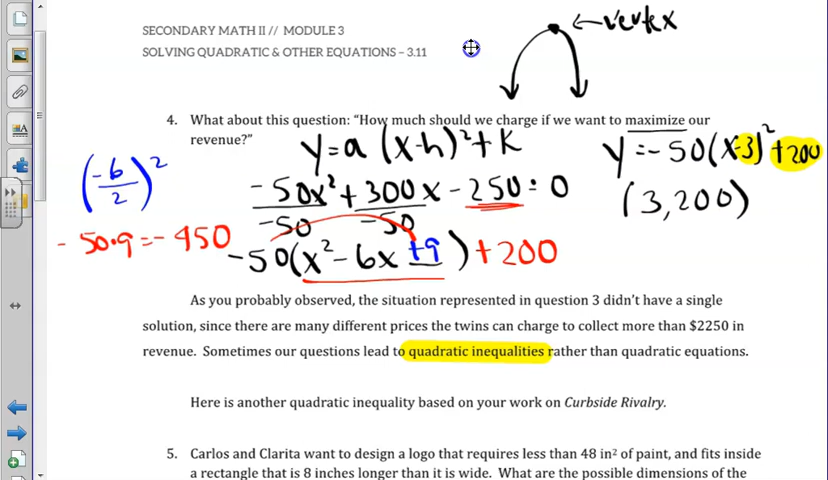 SECONDARY MATH II // MODULE 3
SOLVING QUADRATIC & OTHER EQUATIONS – 3.11
←vertex
4. What about this question: “How much should we charge if we want to maximize our
revenue?”
y=a(x-h)²+k
y=-50(x-3)²+200
(-6/2)²
-50x²+300x-250=0
-50 -50
(3,200)
-50·9=-450
-50(x²-6x+9)+200
As you probably observed, the situation represented in question 3 didn’t have a single
solution, since there are many different prices the twins can charge to collect more than $2250 in
revenue. Sometimes our questions lead to quadratic inequalities rather than quadratic equations.
Here is another quadratic inequality based on your work on Curbside Rivalry.
5. Carlos and Clarita want to design a logo that requires less than 48 in² of paint, and fits inside
a rectangle that is 8 inches longer than it is wide. What are the possible dimensions of the